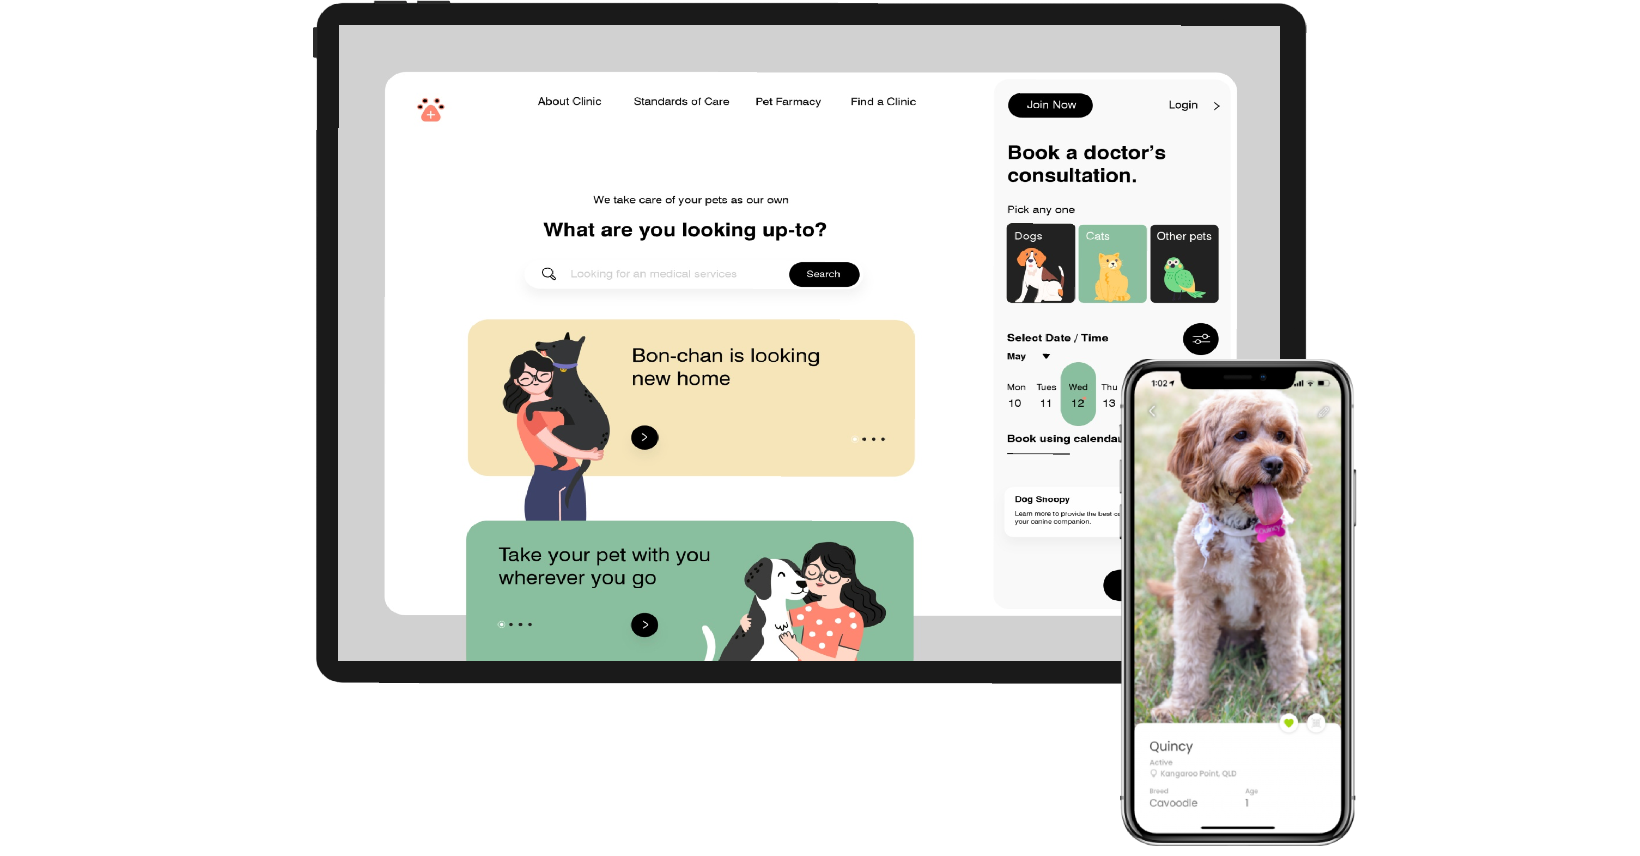 About Clinic
Standards of Care
Pet Farmacy
Find a Clinic
Join Now
Login
We take care of your pets as our own
What are you looking up-to?
Looking for an medical services
Search
Bon-chan is looking
new home
Take your pet with you
wherever you go
Book a doctor's
consultation.
Pick any one
Dogs
Cats
Other pets
Select Date / Time
May
Mon Tues Wed Thu
10 11 12 13
Book using calendar
Dog Snoopy
Learn more to provide the best
your canine companion.
1:02
Quincy
Active
Kangaroo Point, QLD
Breed Age
Cavoodle 1